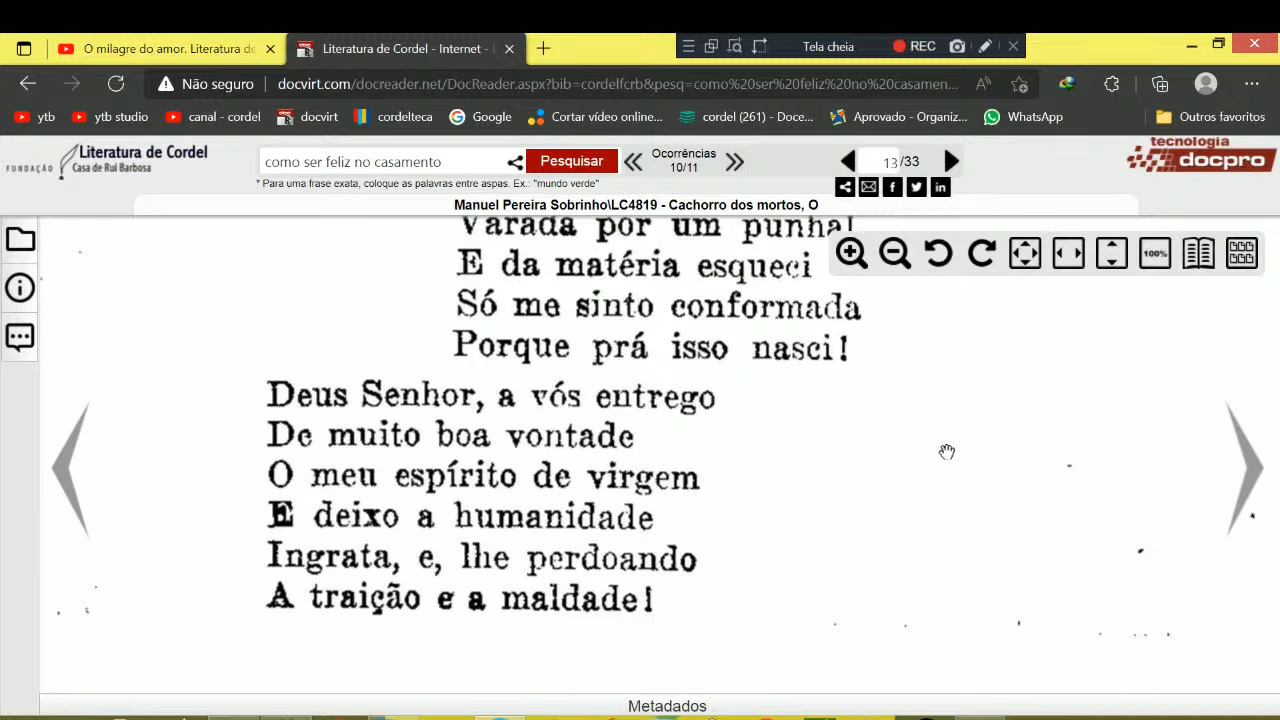 O milagre do amor. Literatura de
Literatura de Cordel - Internet -
Tela cheia
REC
Não seguro
docvirt.com/docreader.net/DocReader.aspx?bib=cordelfcrb&pesq=como%20ser%20feliz%20no%20casamen...
ytb
ytb studio
canal - cordel
docvirt
cordelteca
Google
Cortar vídeo online...
cordel (261) - Doce...
Aprovado - Organiz...
WhatsApp
Outros favoritos
FUNDAÇÃO
Literatura de Cordel
Casa de Rui Barbosa
como ser feliz no casamento
Pesquisar
Ocorrências
10/11
13 /33
tecnologia
docpro
* Para uma frase exata, coloque as palavras entre aspas. Ex.: "mundo verde"
Manuel Pereira Sobrinho\LC4819 - Cachorro dos mortos, O
100%
Varada por um punhal
E da matéria esqueci
Só me sinto conformada
Porque prá isso nasci!
Deus Senhor, a vós entrego
De muito boa vontade
O meu espírito de virgem
E deixo a humanidade
Ingrata, e, lhe perdoando
A traição e a maldade!
Metadados